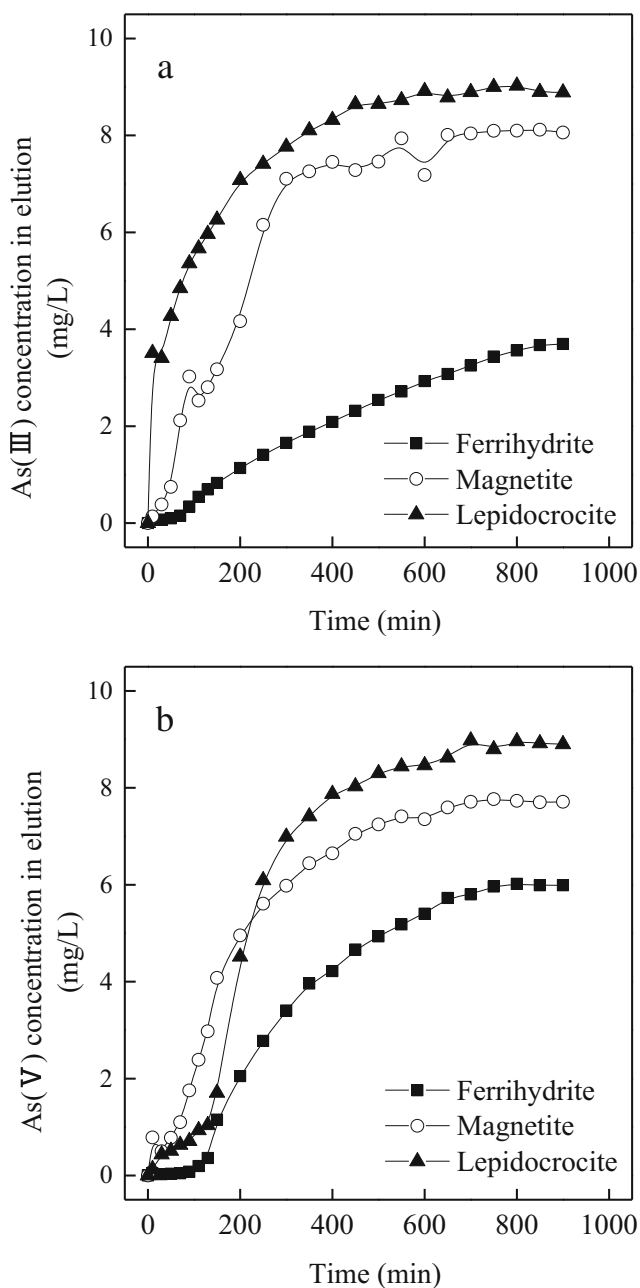 a
10
8
6
4
2
0
As(Ⅲ) concentration in elution
(mg/L)
Ferrihydrite
Magnetite
Lepidocrocite
0 200 400 600 800 1000
Time (min)
b
10
8
6
4
2
0
As(Ⅴ) concentration in elution
(mg/L)
Ferrihydrite
Magnetite
Lepidocrocite
0 200 400 600 800 1000
Time (min)